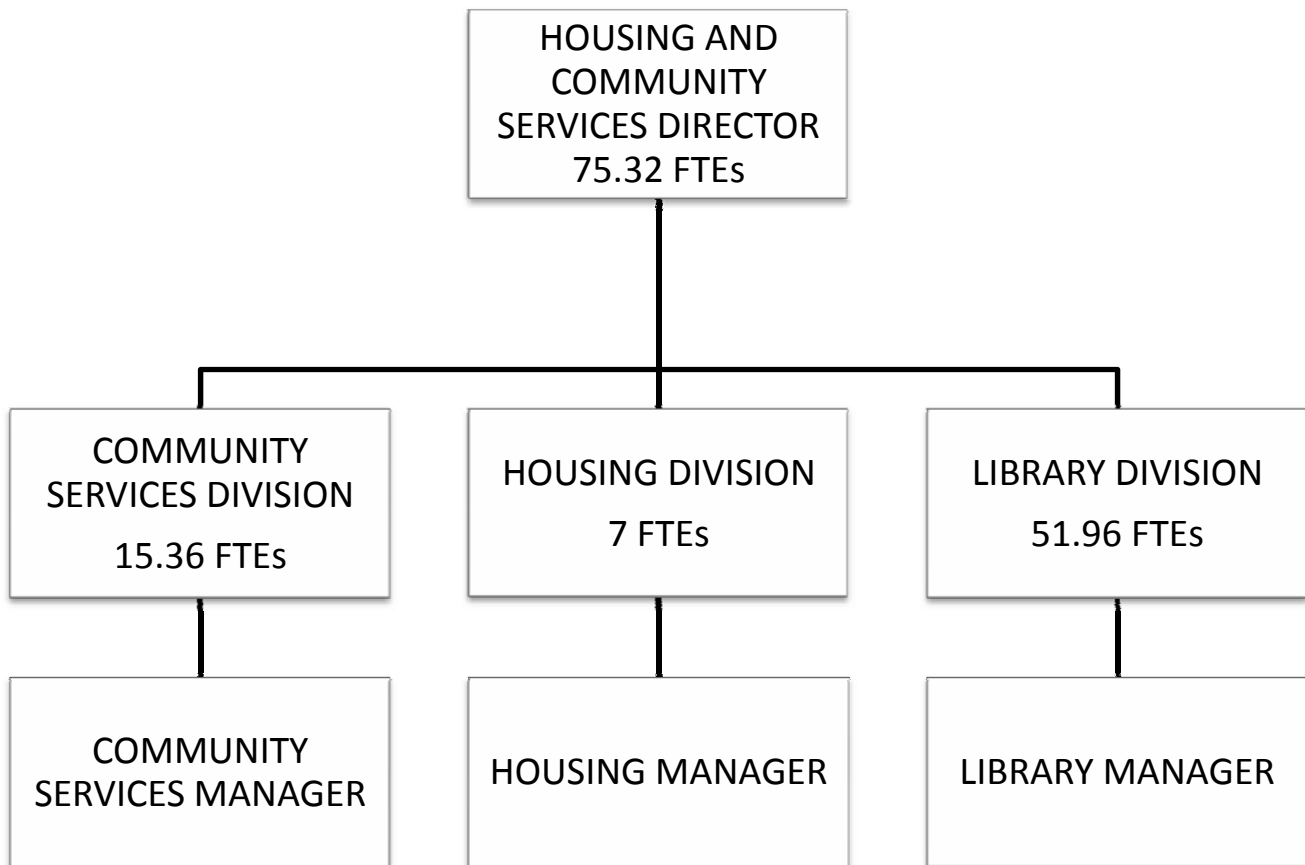 HOUSING AND
COMMUNITY
SERVICES DIRECTOR
75.32 FTEs
COMMUNITY
SERVICES DIVISION
15.36 FTEs
HOUSING DIVISION
7 FTEs
LIBRARY DIVISION
51.96 FTEs
COMMUNITY
SERVICES MANAGER
HOUSING MANAGER
LIBRARY MANAGER